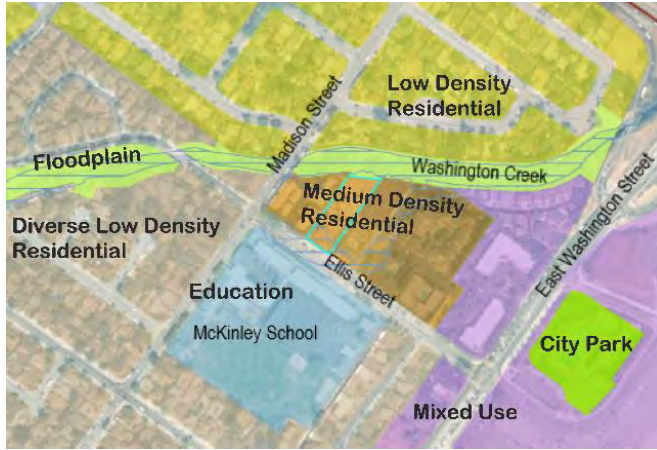 Low Density
Residential
Madison Street
Floodplain
Washington Creek
Medium Density
Residential
Diverse Low Density
Residential
East Washington Street
Ellis Street
Education
McKinley School
City Park
Mixed Use